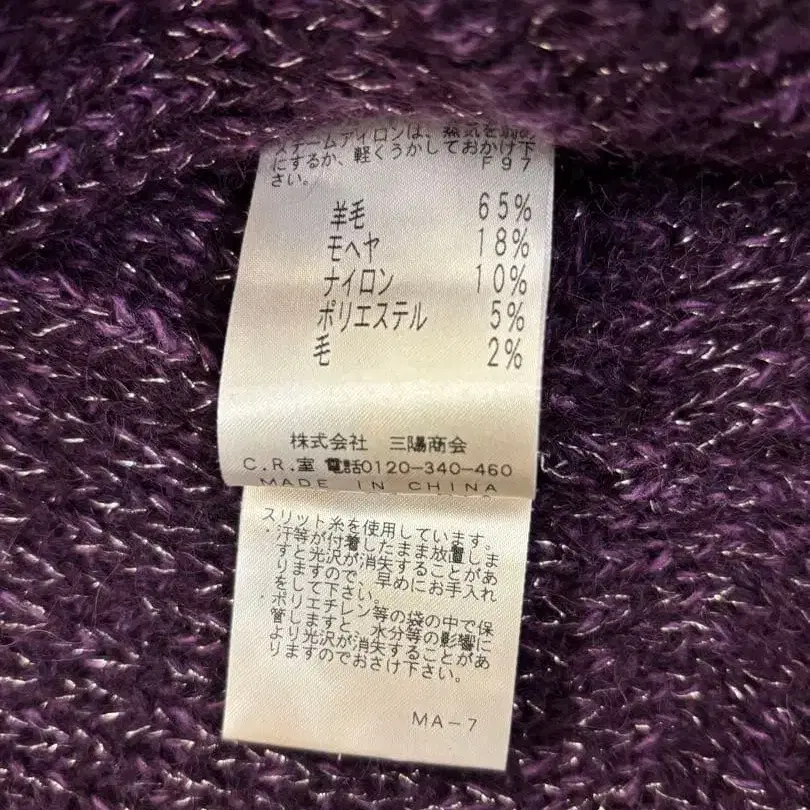 スチームアイロンは、蒸気を
にするか、軽くうかしておかけ下
さい。 F97
羊毛 65%
モヘヤ 18%
ナイロン 10%
ポリエステル 5%
毛 2%
株式会社 三陽商会
C.R.室 電話0120-340-460
MADE IN CHINA
スリット糸を使用しています。
・汗等が付着したまま放置しま
すと光沢が消失することがあ
りますので、早めにお手入れ
をして下さい。
・ポリエチレン等の袋の中で保
管しますと、水分等の影響に
より光沢が消失することがあ
りますのでおさけ下さい。
MA-7